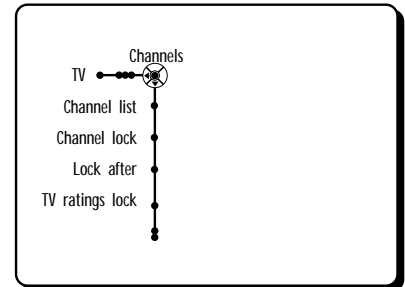 Channels
TV
Channel list
Channel lock
Lock after
TV ratings lock